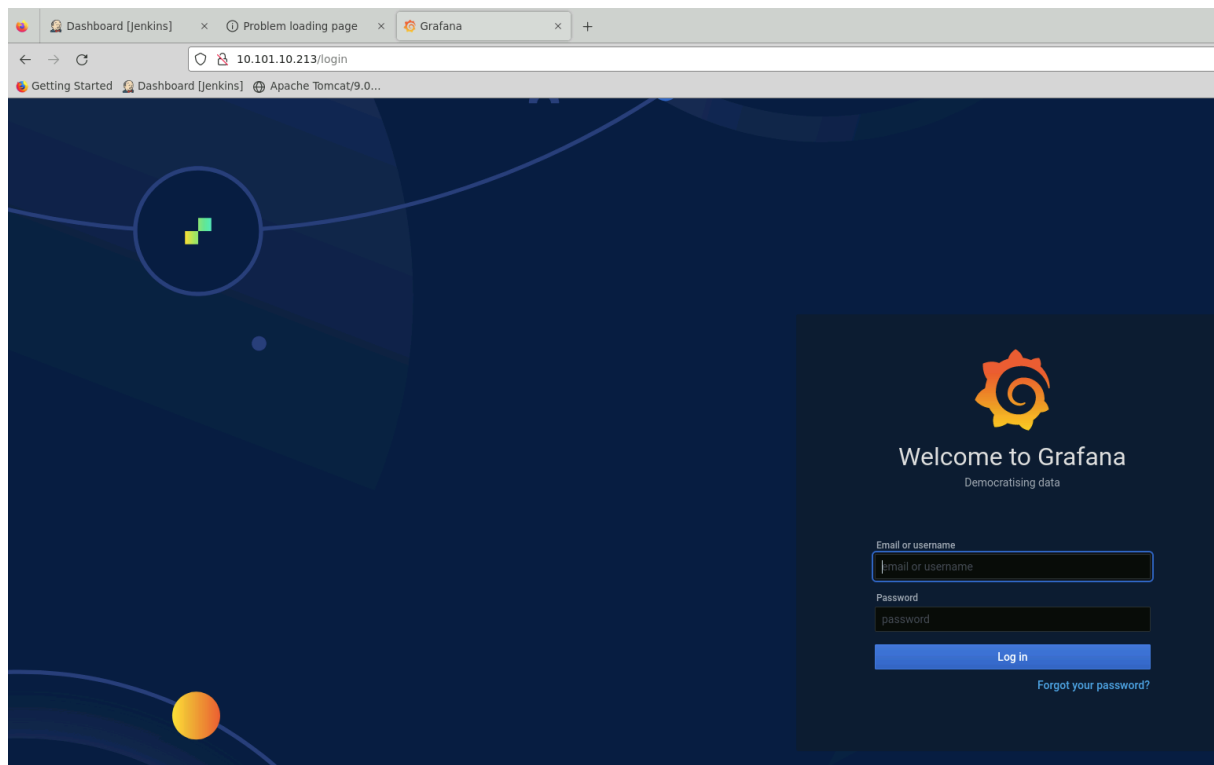 Dashboard [Jenkins]
Problem loading page
Grafana
10.101.10.213/login
Getting Started
Dashboard [Jenkins]
Apache Tomcat/9.0...
Welcome to Grafana
Democratising data
Email or username
email or username
Password
password
Log in
Forgot your password?